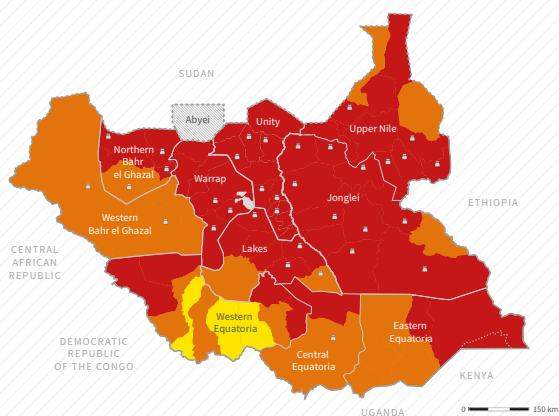 SUDAN
Abyei
Unity
Upper Nile
Northern
Bahr
el Ghazal
Warrap
Jonglei
ETHIOPIA
Western
Bahr el Ghazal
Lakes
CENTRAL
AFRICAN
REPUBLIC
Western
Equatoria
Eastern
Equatoria
DEMOCRATIC
REPUBLIC
OF THE CONGO
Central
Equatoria
KENYA
UGANDA
0 150 km